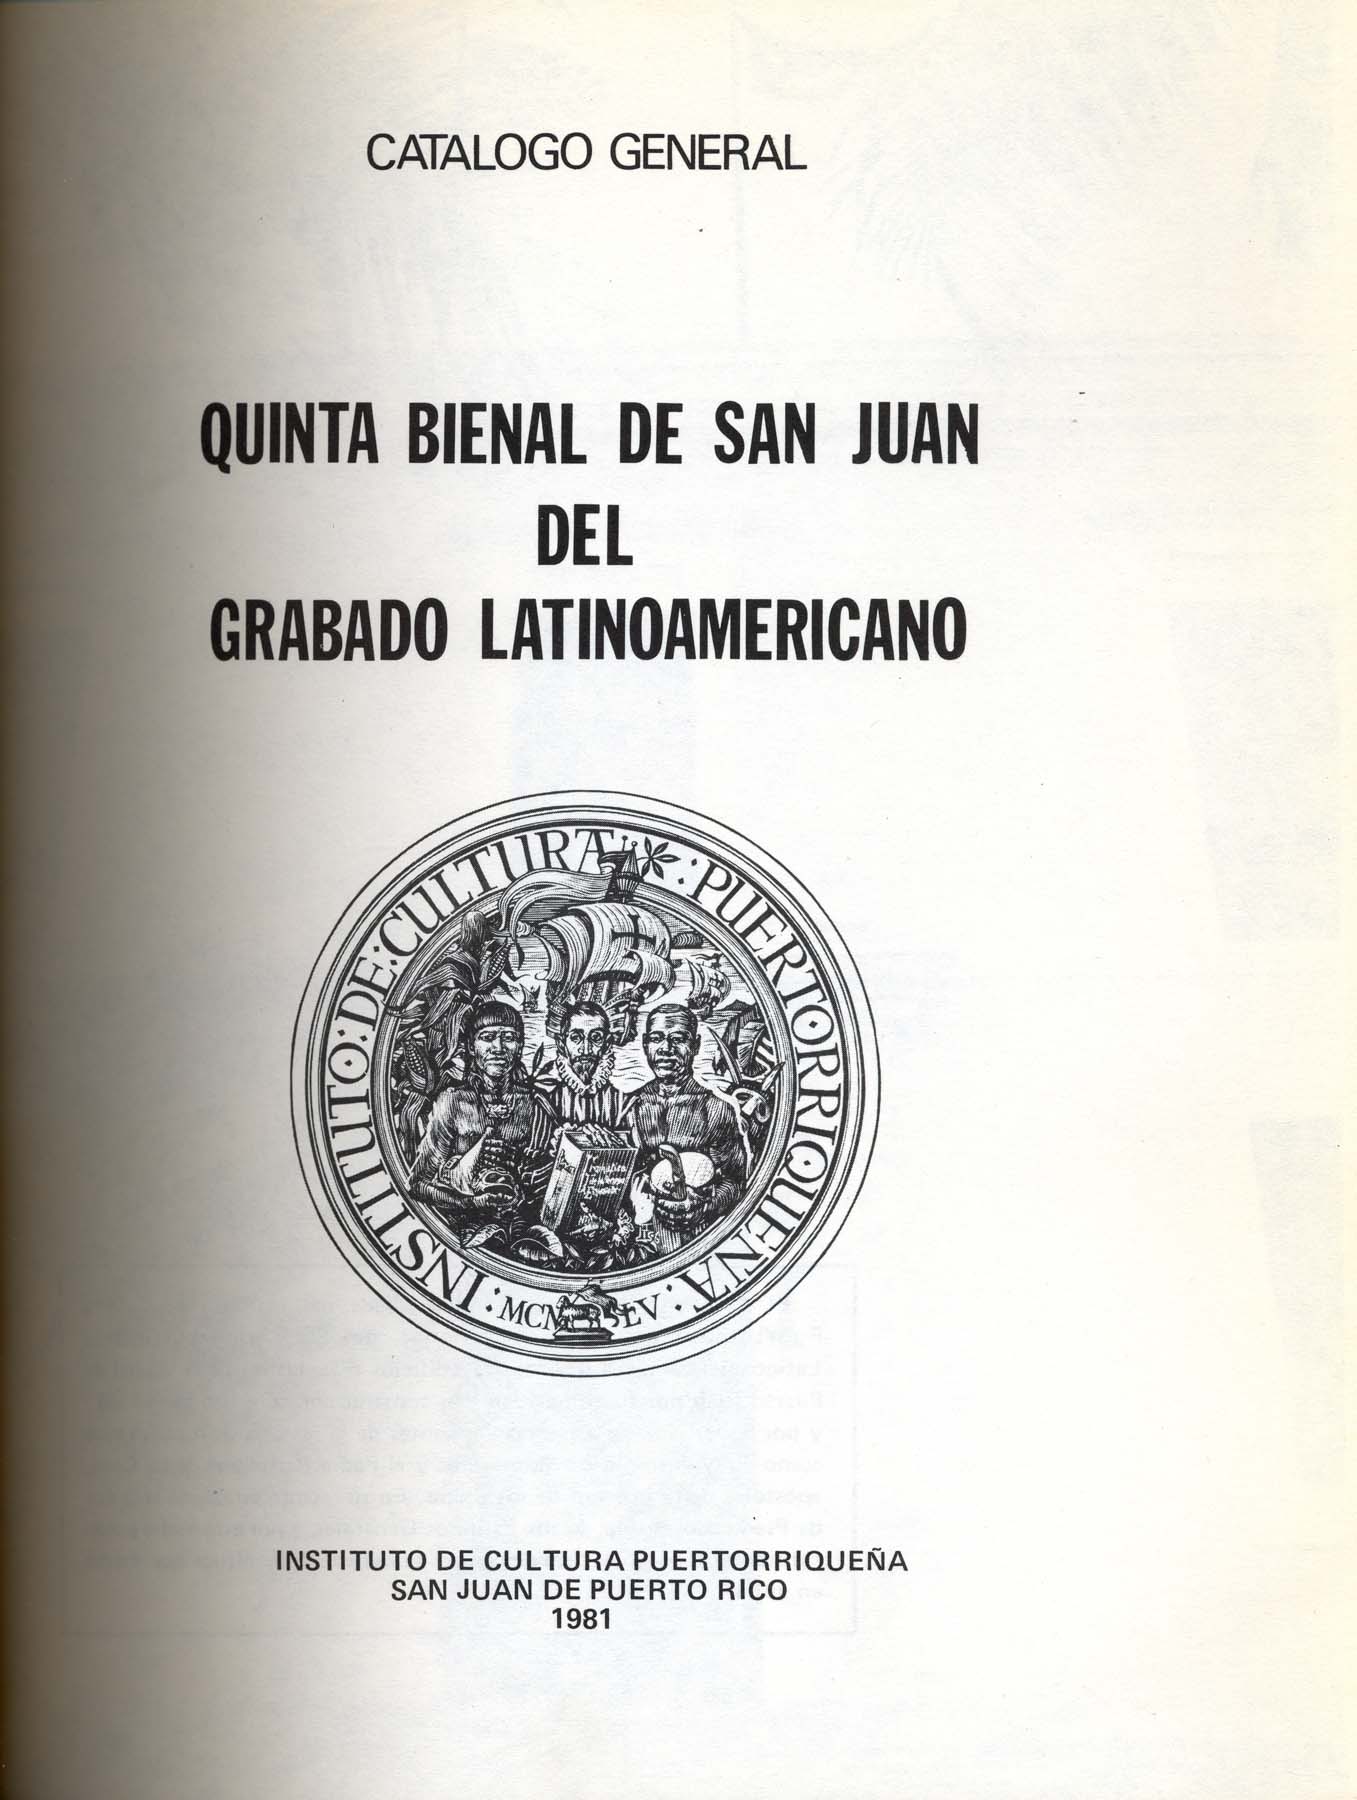 CATALOGO GENERAL
QUINTA BIENAL DE SAN JUAN
DEL
GRABADO LATINOAMERICANO
INSTITUTO · DE · CULTURA · PUERTORRIQUEÑA
MCMLV
INSTITUTO DE CULTURA PUERTORRIQUEÑA
SAN JUAN DE PUERTO RICO
1981